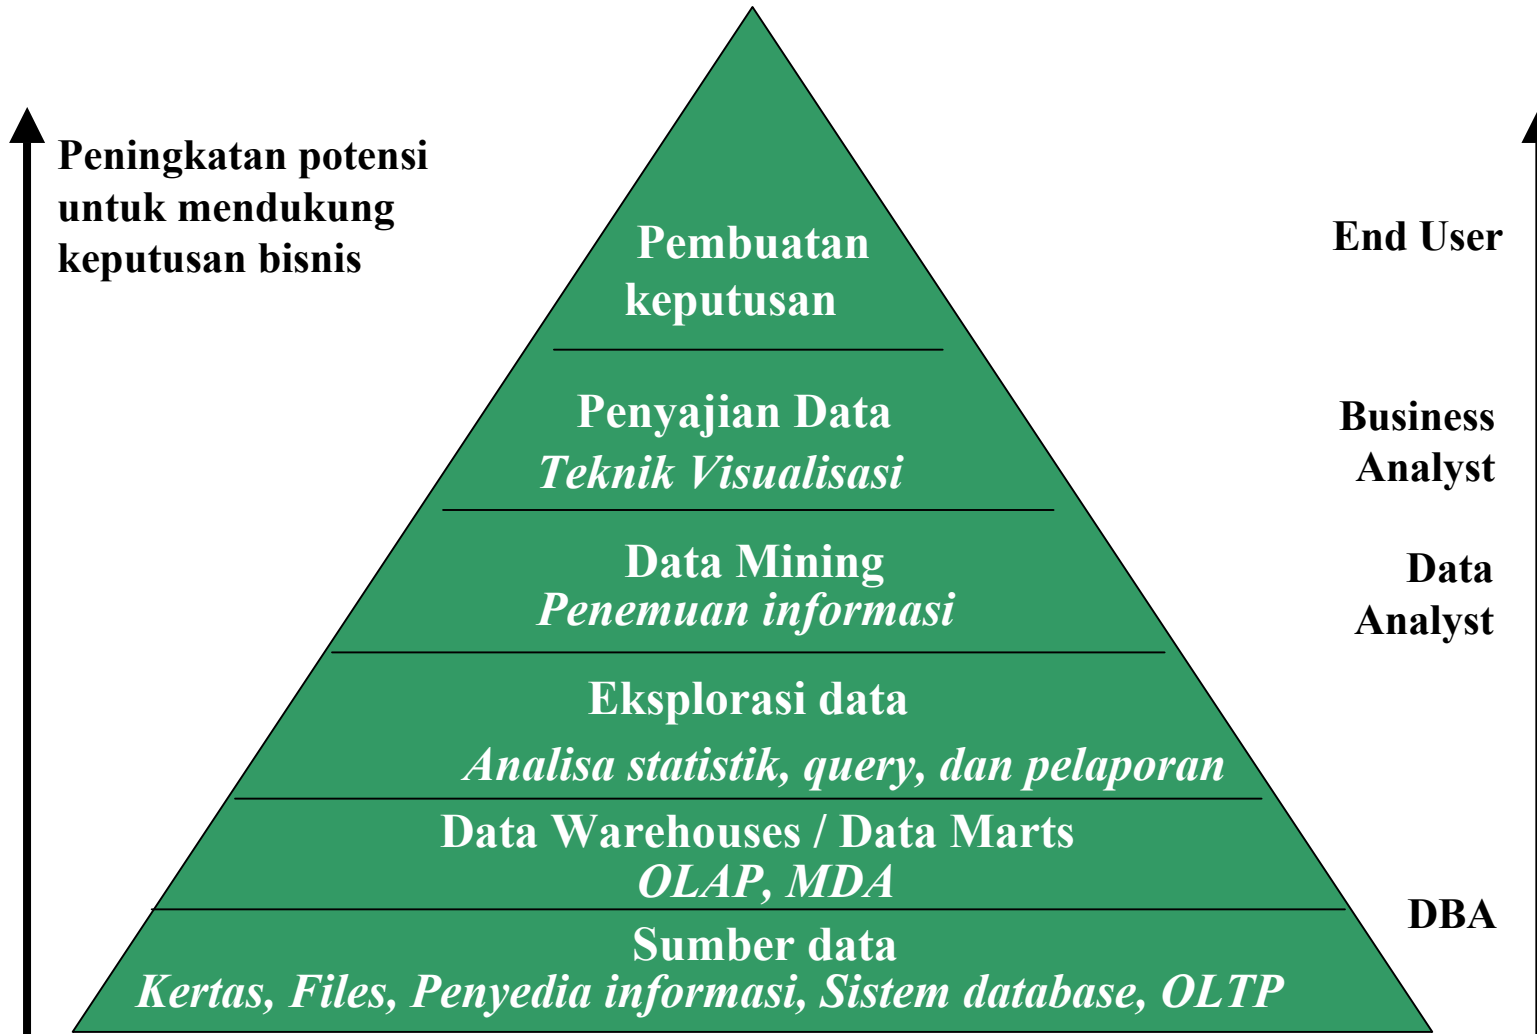 Peningkatan potensi
untuk mendukung
keputusan bisnis
Pembuatan
keputusan
End User
Penyajian Data
Teknik Visualisasi
Business
Analyst
Data Mining
Penemuan informasi
Data
Analyst
Eksplorasi data
Analisa statistik, query, dan pelaporan
Data Warehouses / Data Marts
OLAP, MDA
DBA
Sumber data
Kertas, Files, Penyedia informasi, Sistem database, OLTP